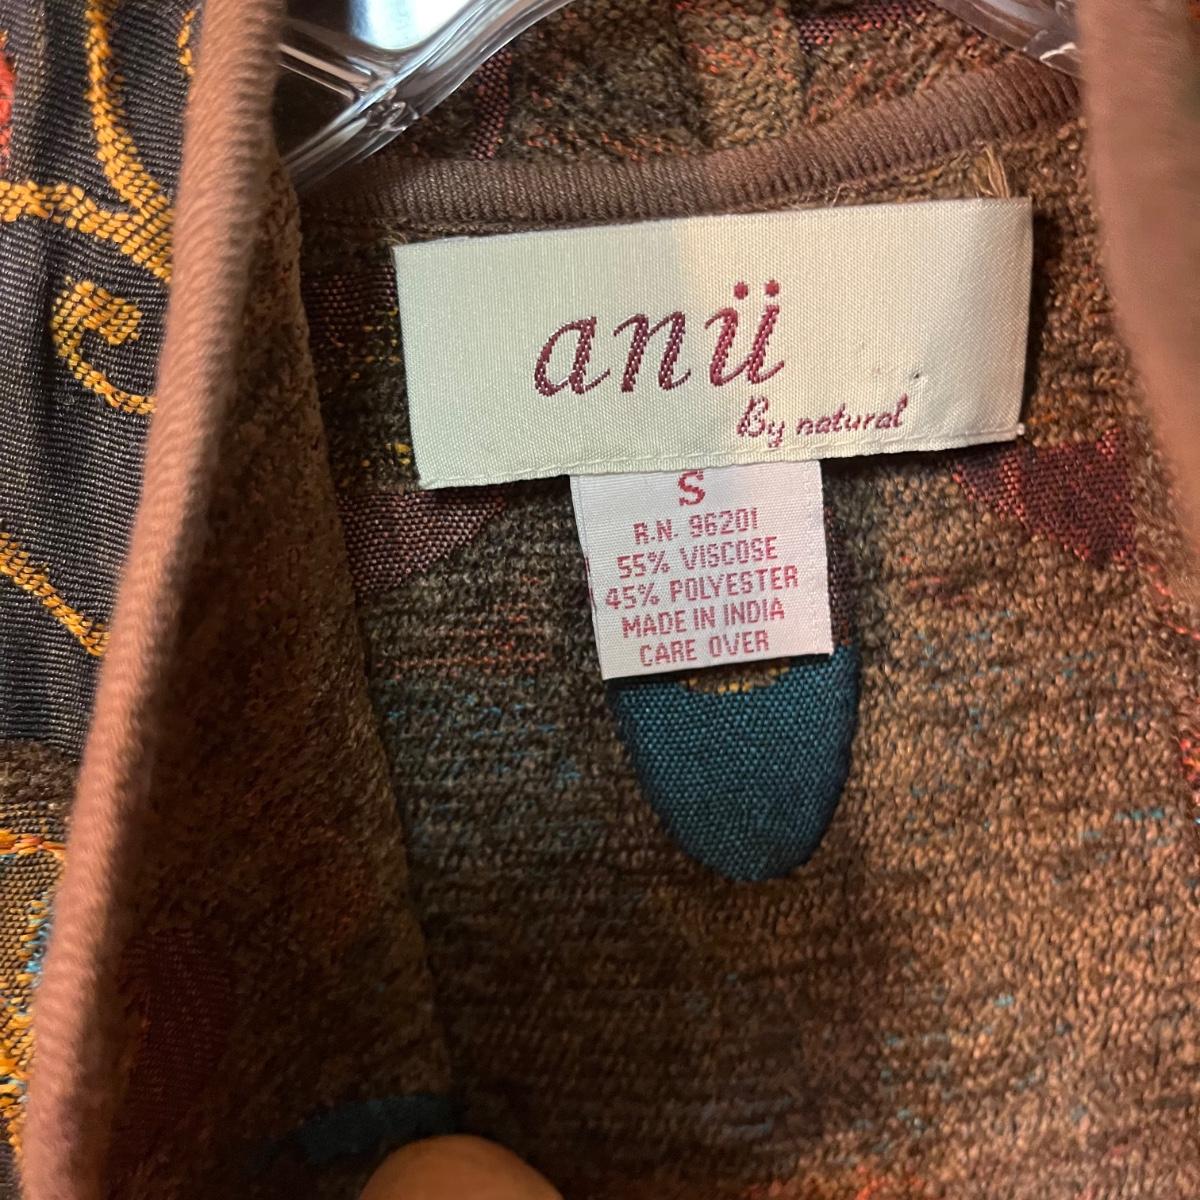 anü
By natural
S
R.N. 96201
55% VISCOSE
45% POLYESTER
MADE IN INDIA
CARE OVER